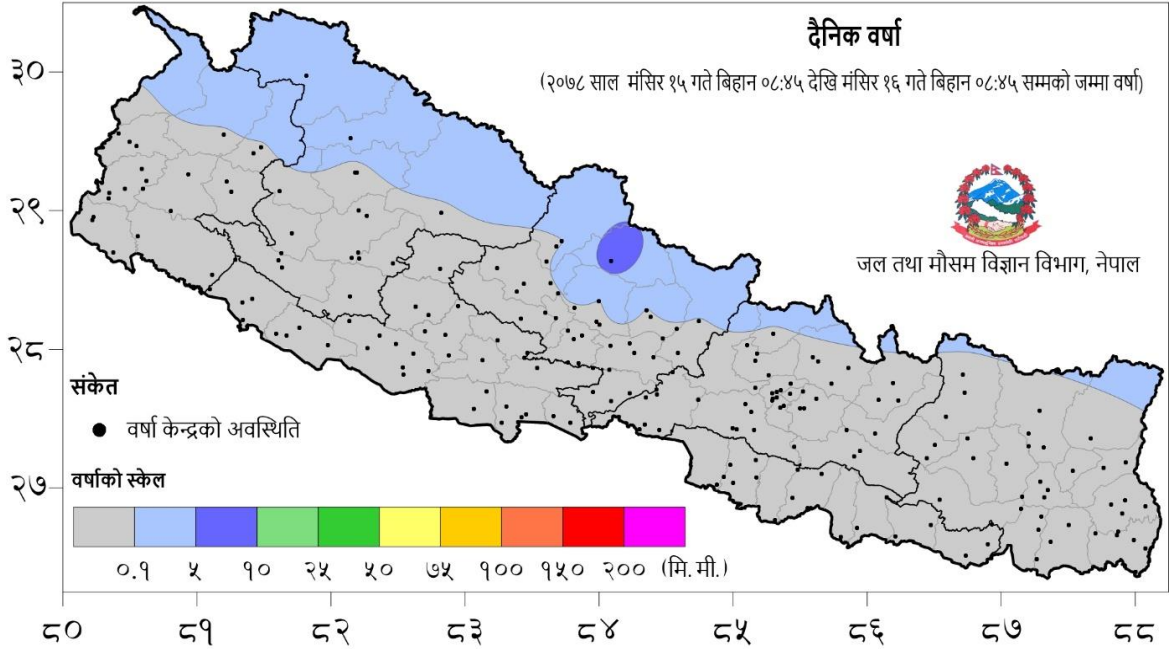 दैनिक वर्षा
(२०७८ साल मंसिर १५ गते बिहान ०८:४५ देखि मंसिर १६ गते बिहान ०८:४५ सम्मको जम्मा वर्षा)
जल तथा मौसम विज्ञान विभाग, नेपाल
३०
२९
२८
२७
संकेत
वर्षा केन्द्रको अवस्थिति
वर्षाको स्केल
०.१ ५ १० २५ ५० ७५ १०० १५० २०० (मि. मी.)
८० ८१ ८२ ८३ ८४ ८५ ८६ ८७ ८८